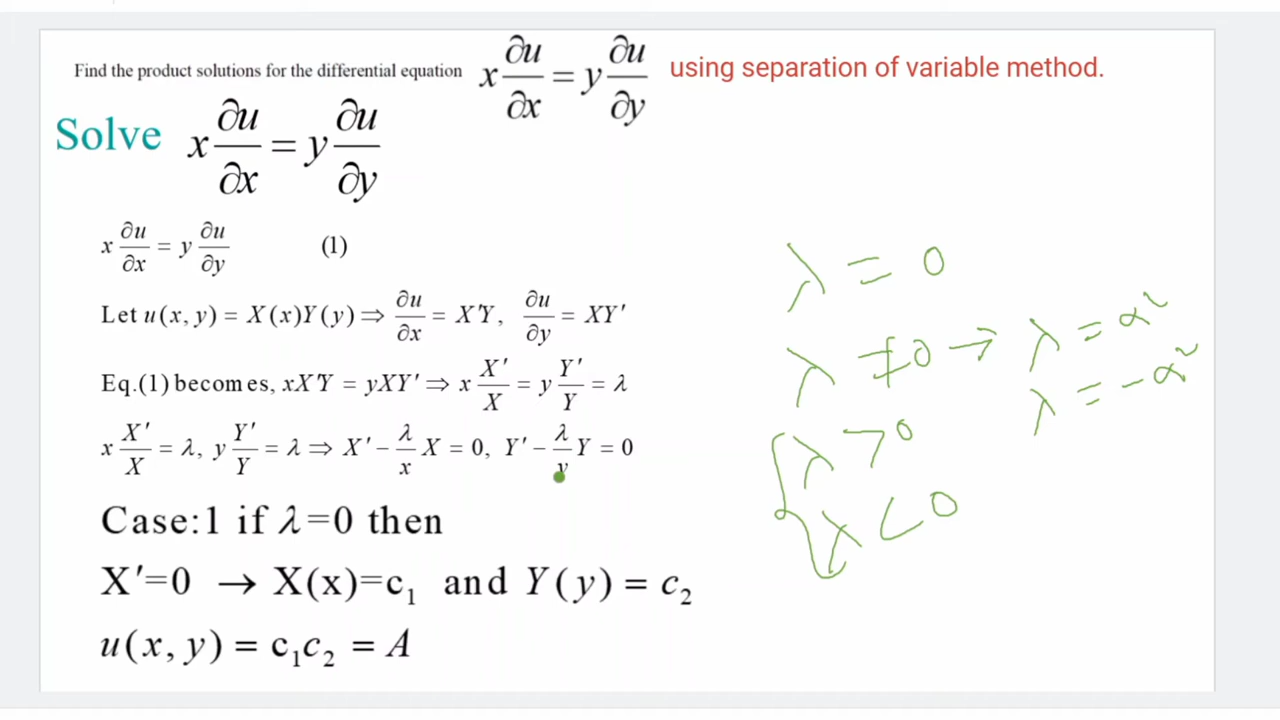 Find the product solutions for the differential equation x ∂u/∂x = y ∂u/∂y using separation of variable method.
Solve x ∂u/∂x = y ∂u/∂y
x ∂u/∂x = y ∂u/∂y (1)
Let u(x, y) = X(x)Y(y) ⇒ ∂u/∂x = X'Y, ∂u/∂y = XY'
Eq.(1) becomes, xX'Y = yXY' ⇒ x X'/X = y Y'/Y = λ
x X'/X = λ, y Y'/Y = λ ⇒ X' − λ/x X = 0, Y' − λ/y Y = 0
Case:1 if λ=0 then
X'=0 → X(x)=c₁ and Y(y) = c₂
u(x, y) = c₁c₂ = A
λ = 0
λ ≠ 0 → λ = α²
λ = −α²
λ > 0
λ < 0